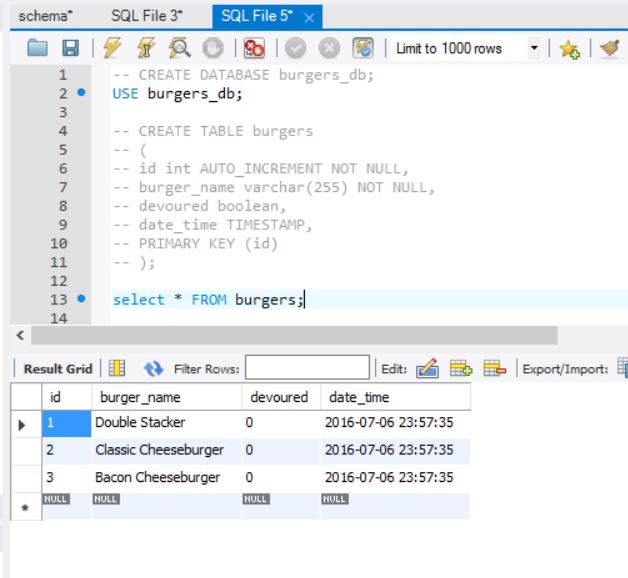 schema* SQL File 3* SQL File 5* ×
Limit to 1000 rows
1 -- CREATE DATABASE burgers_db;
2 USE burgers_db;
3
4 -- CREATE TABLE burgers
5 -- (
6 -- id int AUTO_INCREMENT NOT NULL,
7 -- burger_name varchar(255) NOT NULL,
8 -- devoured boolean,
9 -- date_time TIMESTAMP,
10 -- PRIMARY KEY (id)
11 -- );
12
13 select * FROM burgers;
14
Result Grid Filter Rows: Edit: Export/Import:
id burger_name devoured date_time
1 Double Stacker 0 2016-07-06 23:57:35
2 Classic Cheeseburger 0 2016-07-06 23:57:35
3 Bacon Cheeseburger 0 2016-07-06 23:57:35
* NULL NULL NULL NULL